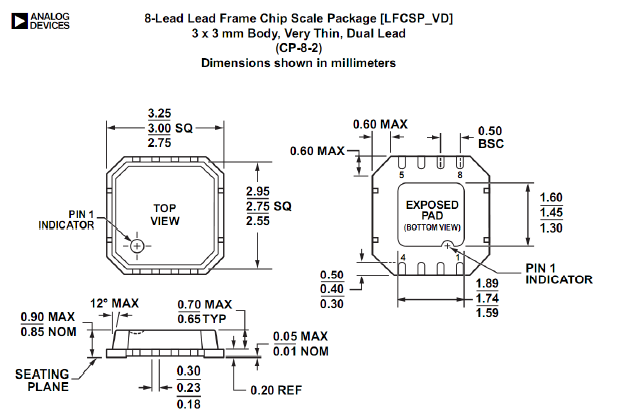 ANALOG
DEVICES
8-Lead Lead Frame Chip Scale Package [LFCSP_VD]
3 x 3 mm Body, Very Thin, Dual Lead
(CP-8-2)
Dimensions shown in millimeters
3.25
3.00 SQ
2.75
0.60 MAX
0.50
BSC
0.60 MAX
5
8
TOP
VIEW
2.95
2.75 SQ
2.55
PIN 1
INDICATOR
EXPOSED
PAD
(BOTTOM VIEW)
1.60
1.45
1.30
4
1
PIN 1
INDICATOR
0.50
0.40
0.30
1.89
1.74
1.59
12° MAX
0.70 MAX
0.65 TYP
0.90 MAX
0.85 NOM
0.05 MAX
0.01 NOM
SEATING
PLANE
0.30
0.23
0.18
0.20 REF